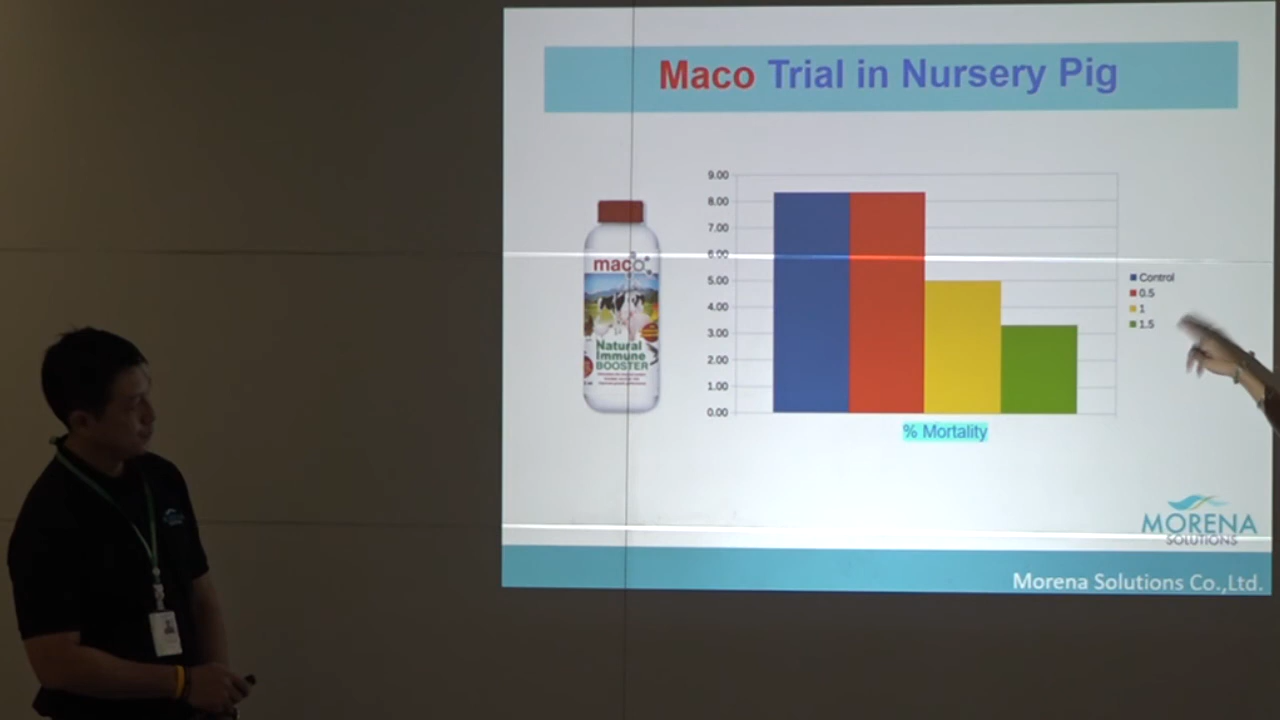 Maco Trial in Nursery Pig
9.00
8.00
7.00
6.00
5.00
4.00
3.00
2.00
1.00
0.00
Control
0.5
1
1.5
% Mortality
maco
Natural
Immune
BOOSTER
MORENA
SOLUTIONS
Morena Solutions Co.,Ltd.